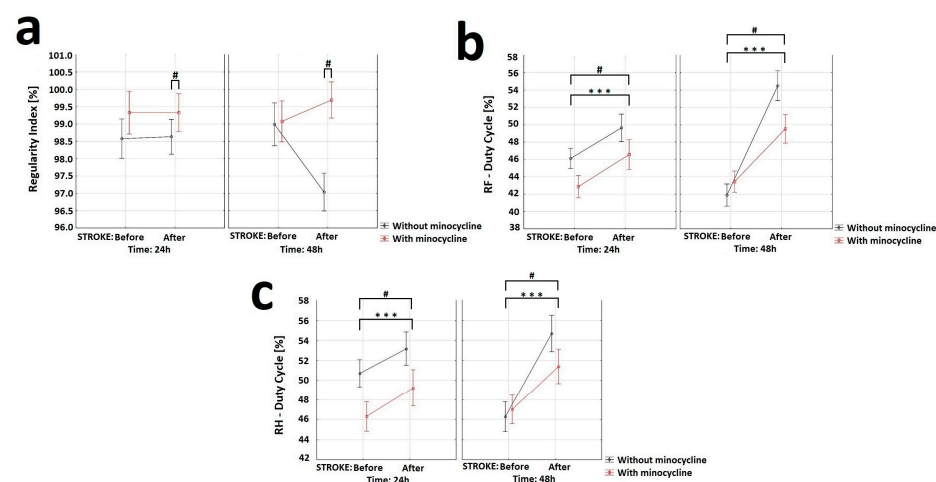 a
Regularity Index [%]
101.0
100.5
100.0
99.5
99.0
98.5
98.0
97.5
97.0
96.5
96.0
#
#
STROKE: Before After
Time: 24h
STROKE: Before After
Time: 48h
Without minocycline
With minocycline
b
RF - Duty Cycle [%]
58
56
54
52
50
46
44
42
40
38
#
***
#
***
STROKE: Before After
Time: 24h
STROKE: Before After
Time: 48h
Without minocycline
With minocycline
c
RH - Duty Cycle [%]
58
56
54
52
50
48
46
44
42
#
***
#
***
STROKE: Before After
Time: 24h
STROKE: Before After
Time: 48h
Without minocycline
With minocycline